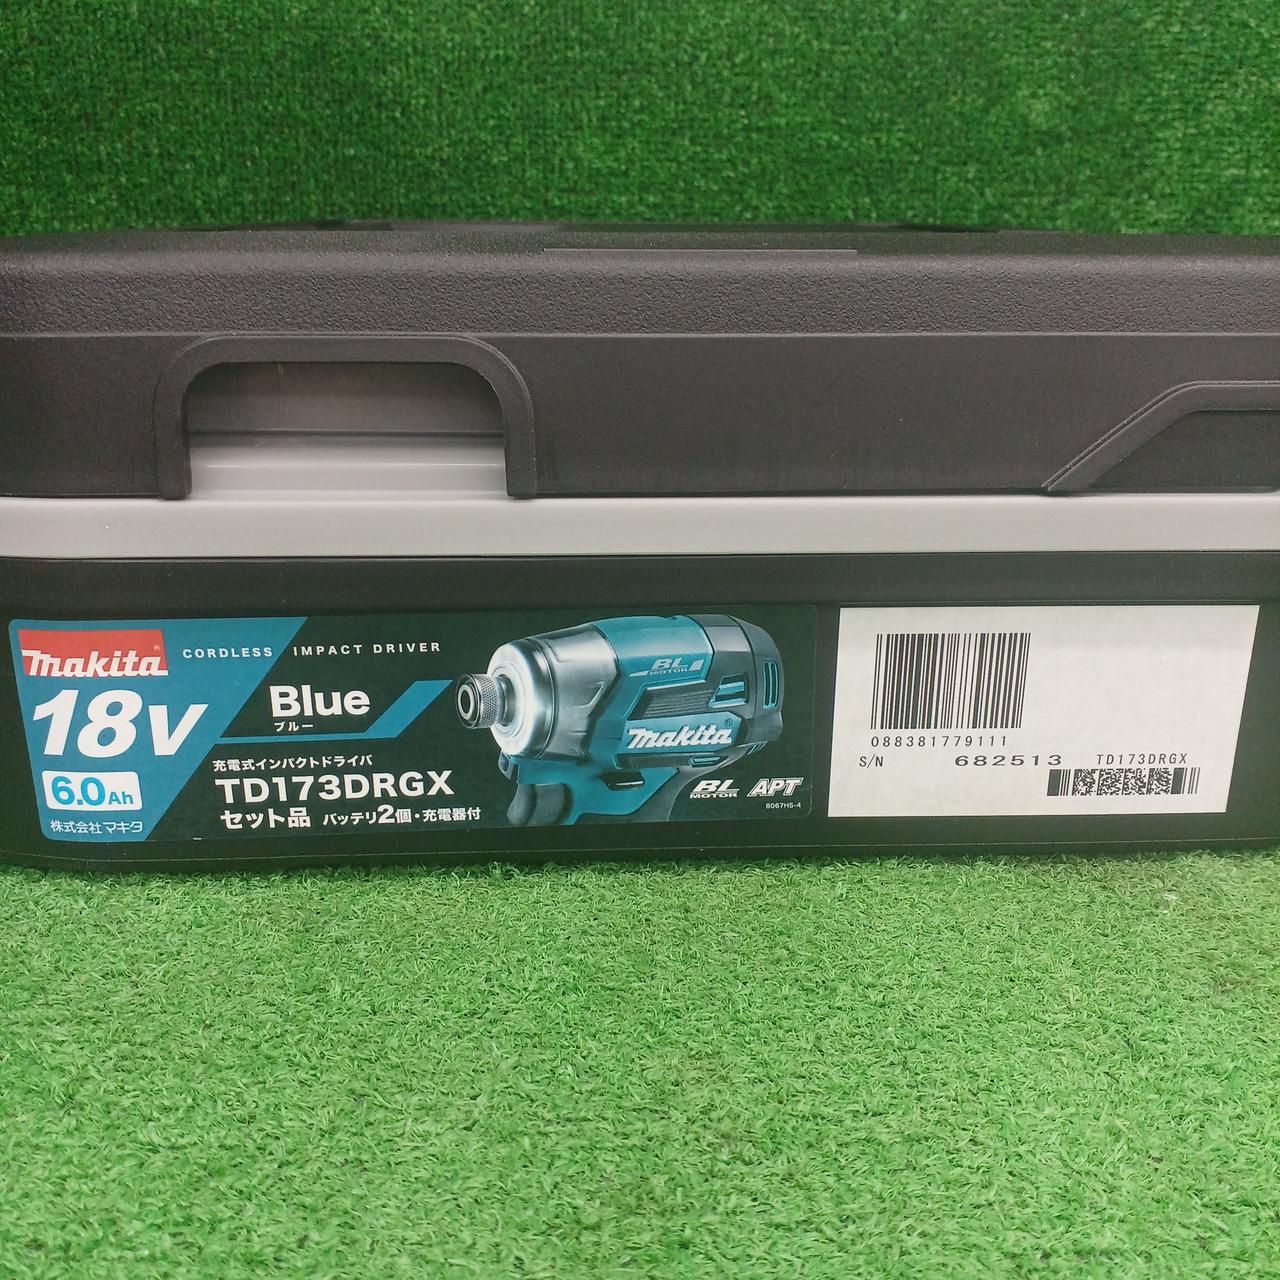 makita®
CORDLESS IMPACT DRIVER
18V
Blue
ブルー
6.0Ah
充電式インパクトドライバ
TD173DRGX
セット品 バッテリ2個・充電器付
株式会社マキタ
BL
MOTOR
makita®
BL
MOTOR
APT
8067H5-4
088381779111
S/N 682513 TD173DRGX